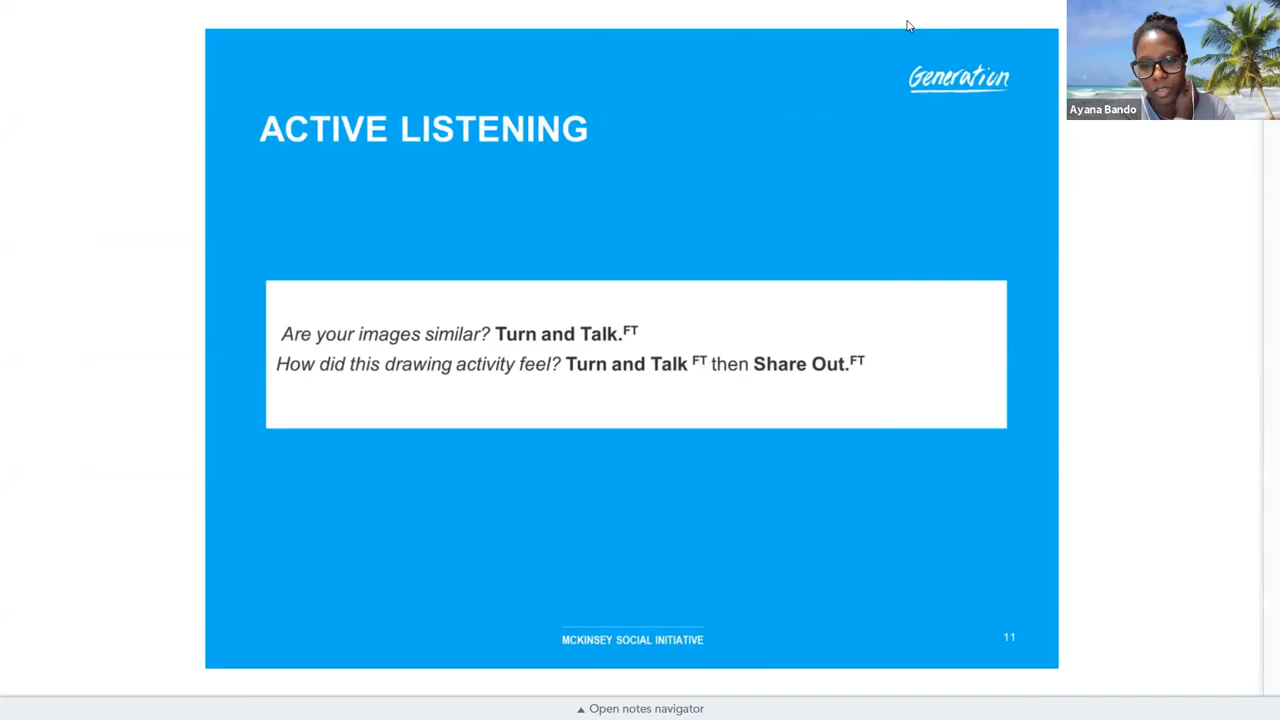 Generation
Ayana Bando
ACTIVE LISTENING
Are your images similar? Turn and Talk.FT
How did this drawing activity feel? Turn and Talk FT then Share Out.FT
MCKINSEY SOCIAL INITIATIVE
11
▲ Open notes navigator